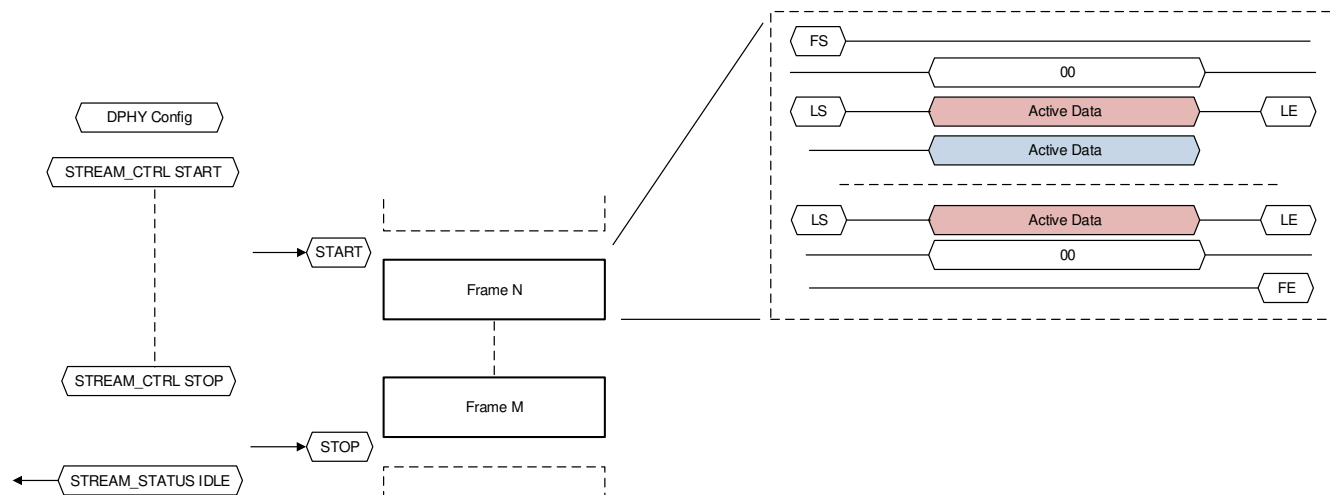 DPHY Config
STREAM_CTRL START
STREAM_CTRL STOP
STREAM_STATUS IDLE
START
STOP
Frame N
Frame M
FS
00
LS Active Data LE
Active Data
LS Active Data LE
00
FE